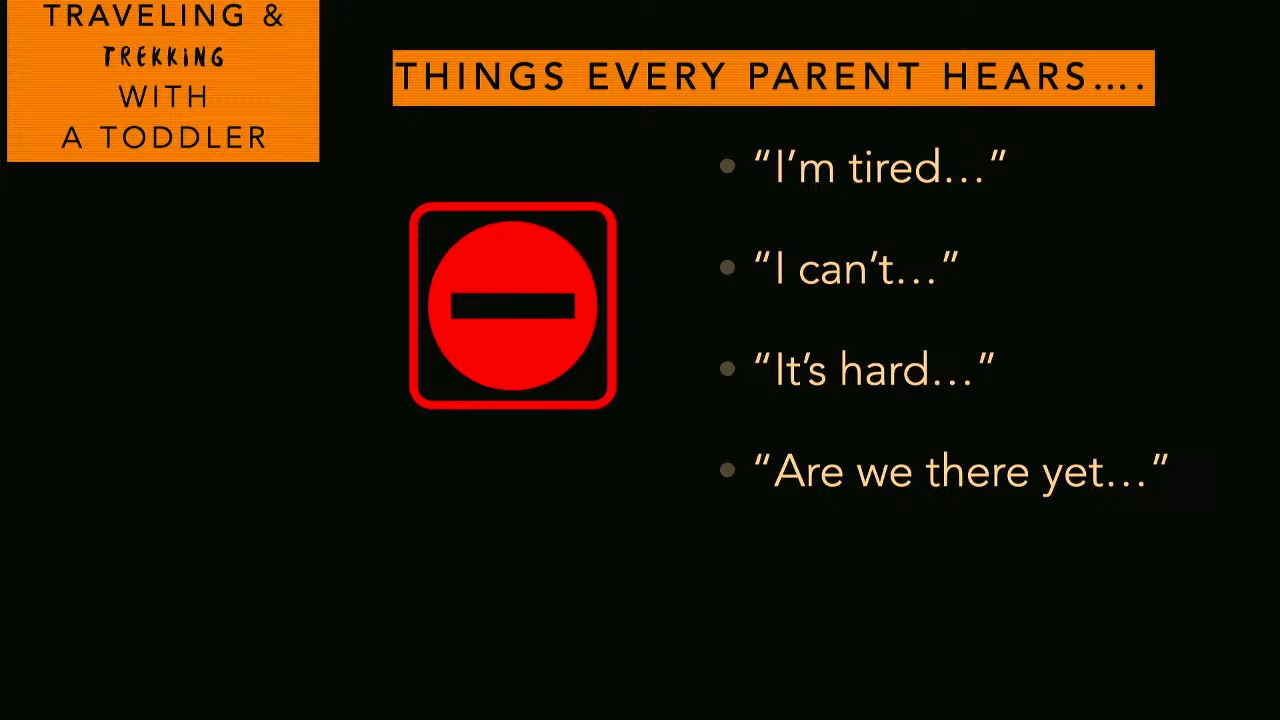 TRAVELING &
TREKKING
WITH
A TODDLER
THINGS EVERY PARENT HEARS….
• “I’m tired…”
• “I can’t…”
• “It’s hard…”
• “Are we there yet…”